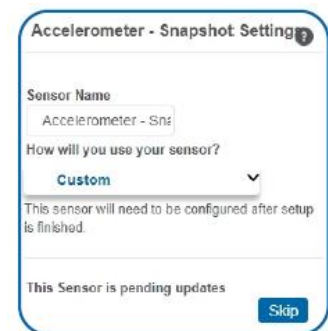 Accelerometer - Snapshot Settings
Sensor Name
Accelerometer - Sna
How will you use your sensor?
Custom
This sensor will need to be configured after setup
is finished.
This Sensor is pending updates
Skip